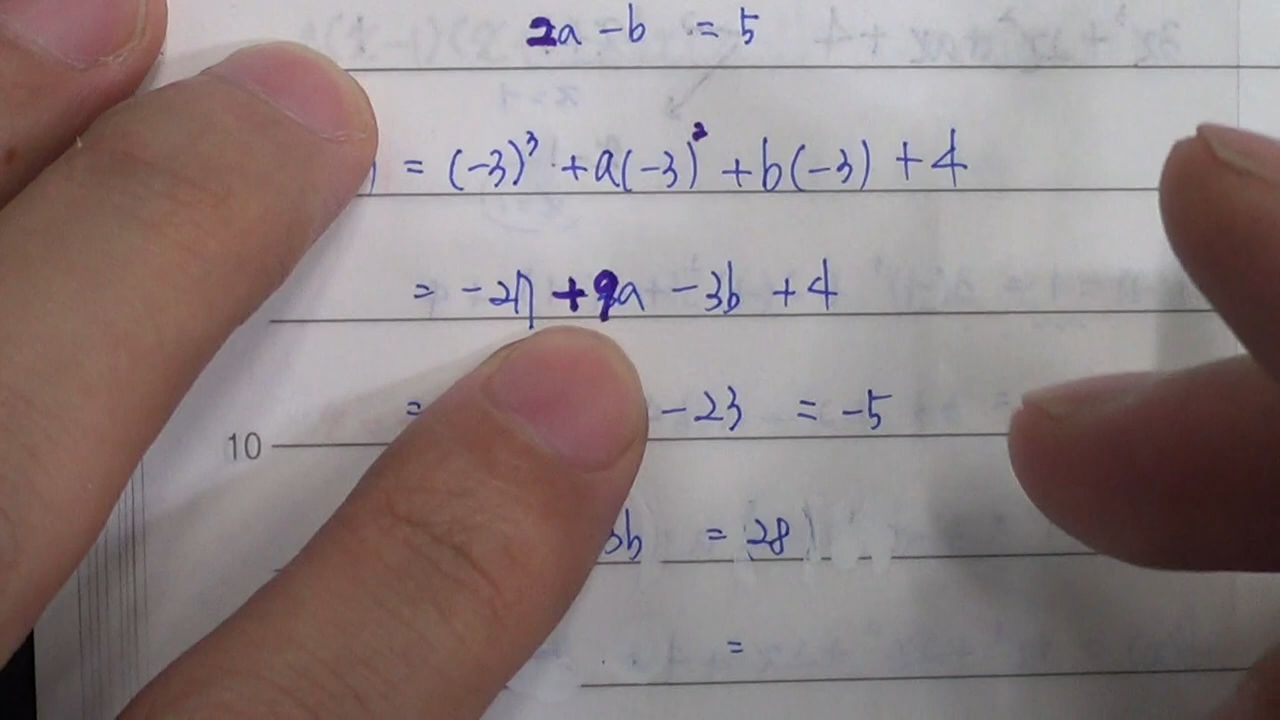 2a - b = 5
) = (-3)³ + a(-3)² + b(-3) + 4
= -27 + 9a - 3b + 4
= - 23 = -5
10
3b = 28
=